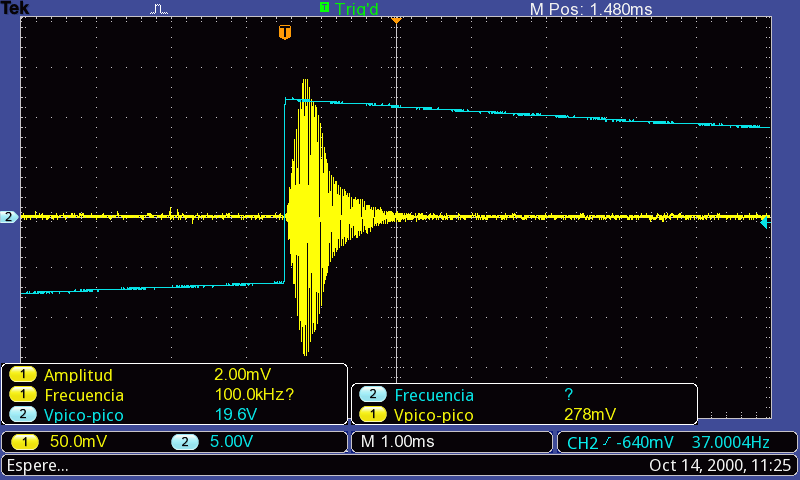 Tek T Trig'd M Pos: 1.480ms
T
2
1 Amplitud 2.00mV
1 Frecuencia 100.0kHz?
2 Vpico-pico 19.6V
2 Frecuencia ?
1 Vpico-pico 278mV
1 50.0mV 2 5.00V M 1.00ms CH2 -640mV 37.0004Hz
Espere... Oct 14, 2000, 11:25